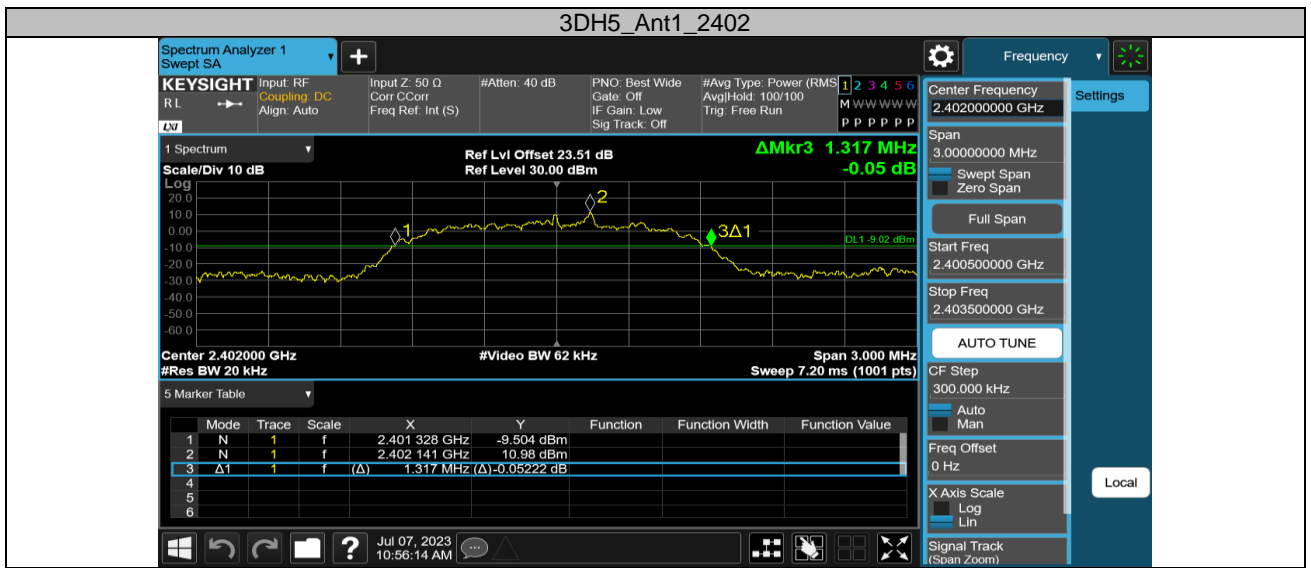 3DH5_Ant1_2402
Spectrum Analyzer 1
Swept SA
+
Frequency
KEYSIGHT
R L
LXI
Input: RF
Coupling: DC
Align: Auto
Input Z: 50 Ω
Corr CCorr
Freq Ref: Int (S)
#Atten: 40 dB
PNO: Best Wide
Gate: Off
IF Gain: Low
Sig Track: Off
#Avg Type: Power (RMS
Avg|Hold: 100/100
Trig: Free Run
1 2 3 4 5 6
M W W W W W
P P P P P P
1 Spectrum
Scale/Div 10 dB
Ref Lvl Offset 23.51 dB
Ref Level 30.00 dBm
ΔMkr3 1.317 MHz
-0.05 dB
Log
20.0
10.0
0.00
-10.0
-20.0
-30.0
-40.0
-50.0
-60.0
1
2
3Δ1
DL1 -9.02 dBm
Center 2.40200 GHz
#Video BW 62 kHz
Span 3.000 MHz
#Res BW 20 kHz
Sweep 7.20 ms (1001 pts)
5 Marker Table
Mode Trace Scale X Y Function Function Width Function Value
1 N 1 f 2.401 328 GHz -9.504 dBm
2 N 1 f 2.402 141 GHz 10.98 dBm
3 Δ1 1 f (Δ) 1.317 MHz (Δ) -0.05222 dB
4
5
6
Center Frequency
2.402000000 GHz
Settings
Span
3.00000000 MHz
Swept Span
Zero Span
Full Span
Start Freq
2.400500000 GHz
Stop Freq
2.403500000 GHz
AUTO TUNE
CF Step
300.000 kHz
Auto
Man
Freq Offset
0 Hz
X Axis Scale
Log
Lin
Local
Signal Track
(Span Zoom)
?
Jul 07, 2023
10:56:14 AM